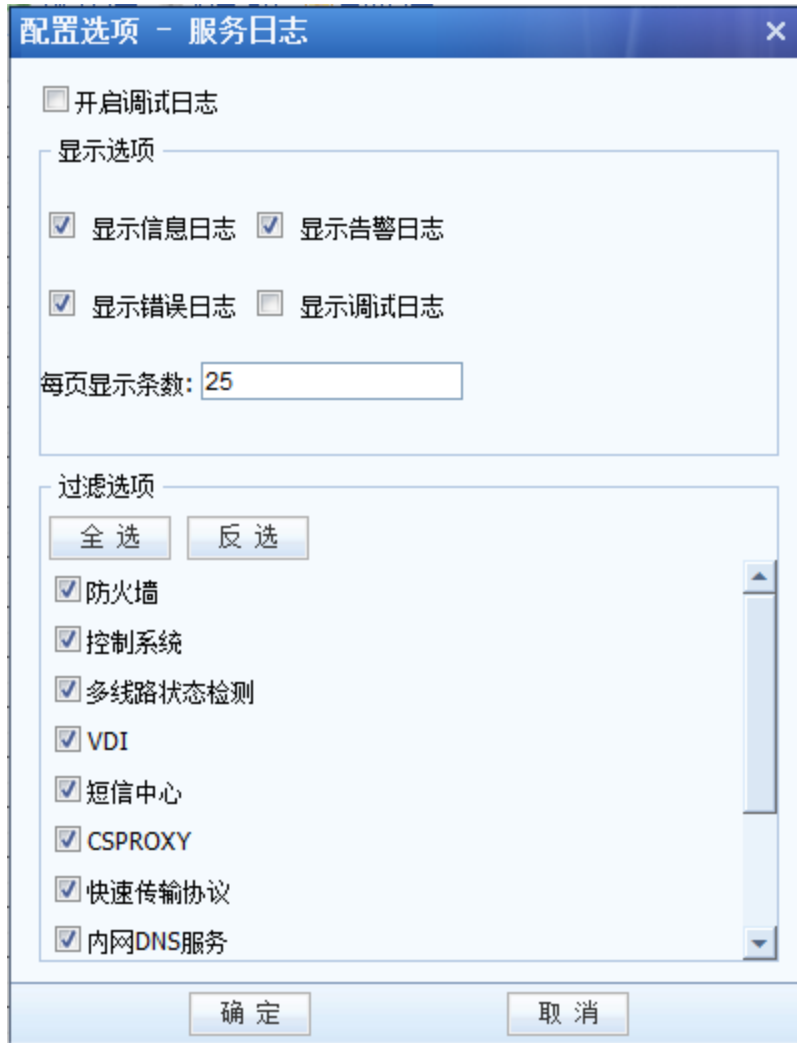 配置选项 - 服务日志
开启调试日志
显示选项
显示信息日志 显示告警日志
显示错误日志 显示调试日志
每页显示条数: 25
过滤选项
全选 反选
防火墙
控制系统
多线路状态检测
VDI
短信中心
CSPROXY
快速传输协议
内网DNS服务
确定 取消